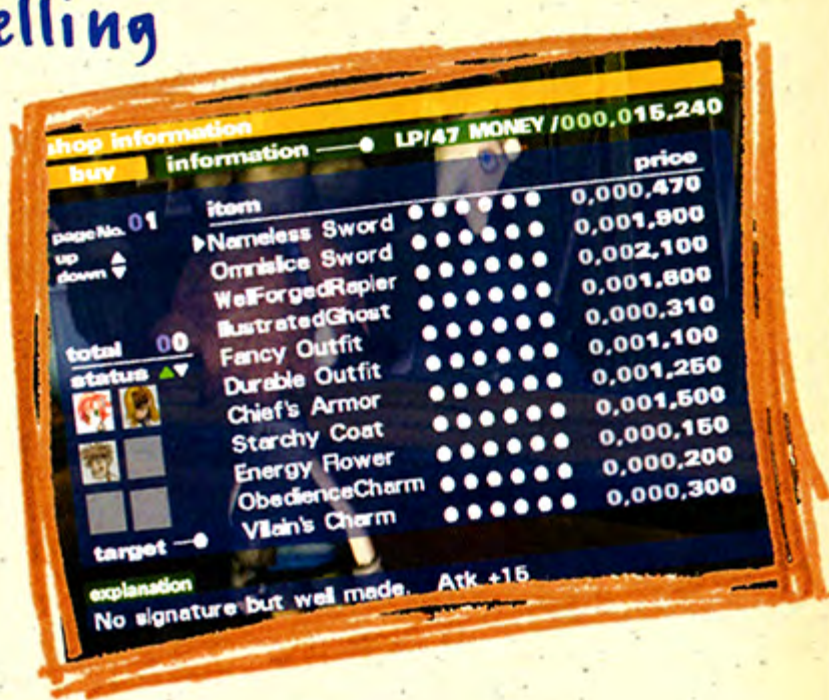 elling
shop information
buy information LP/47 MONEY/000,015,240
item price
page No. 01
up
down
Nameless Sword 0,000,470
Omnislice Sword 0,001,900
WellForgedRapier 0,002,100
IllustratedGhost 0,001,600
Fancy Outfit 0,000,310
Durable Outfit 0,001,100
Chief's Armor 0,001,250
Starchy Coat 0,001,500
Energy Flower 0,000,150
ObedienceCharm 0,000,200
Villain's Charm 0,000,300
total 00
status
target
explanation
No signature but well made. Atk +15